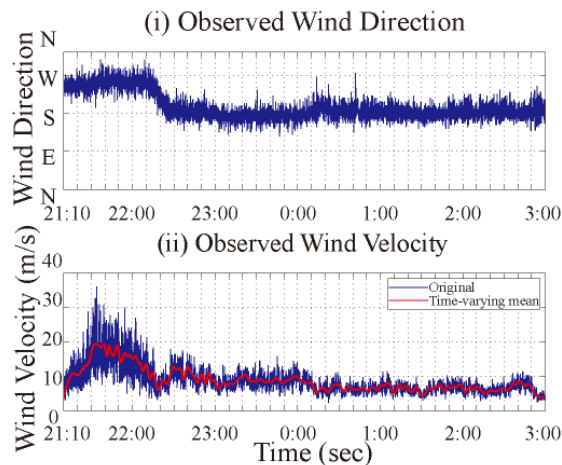 (i) Observed Wind Direction
Wind Direction
N
W
S
E
N
21:10 22:00 23:00 0:00 1:00 2:00 3:00
(ii) Observed Wind Velocity
Wind Velocity (m/s)
40
30
20
10
0
Original
Time-varying mean
21:10 22:00 23:00 0:00 1:00 2:00 3:00
Time (sec)